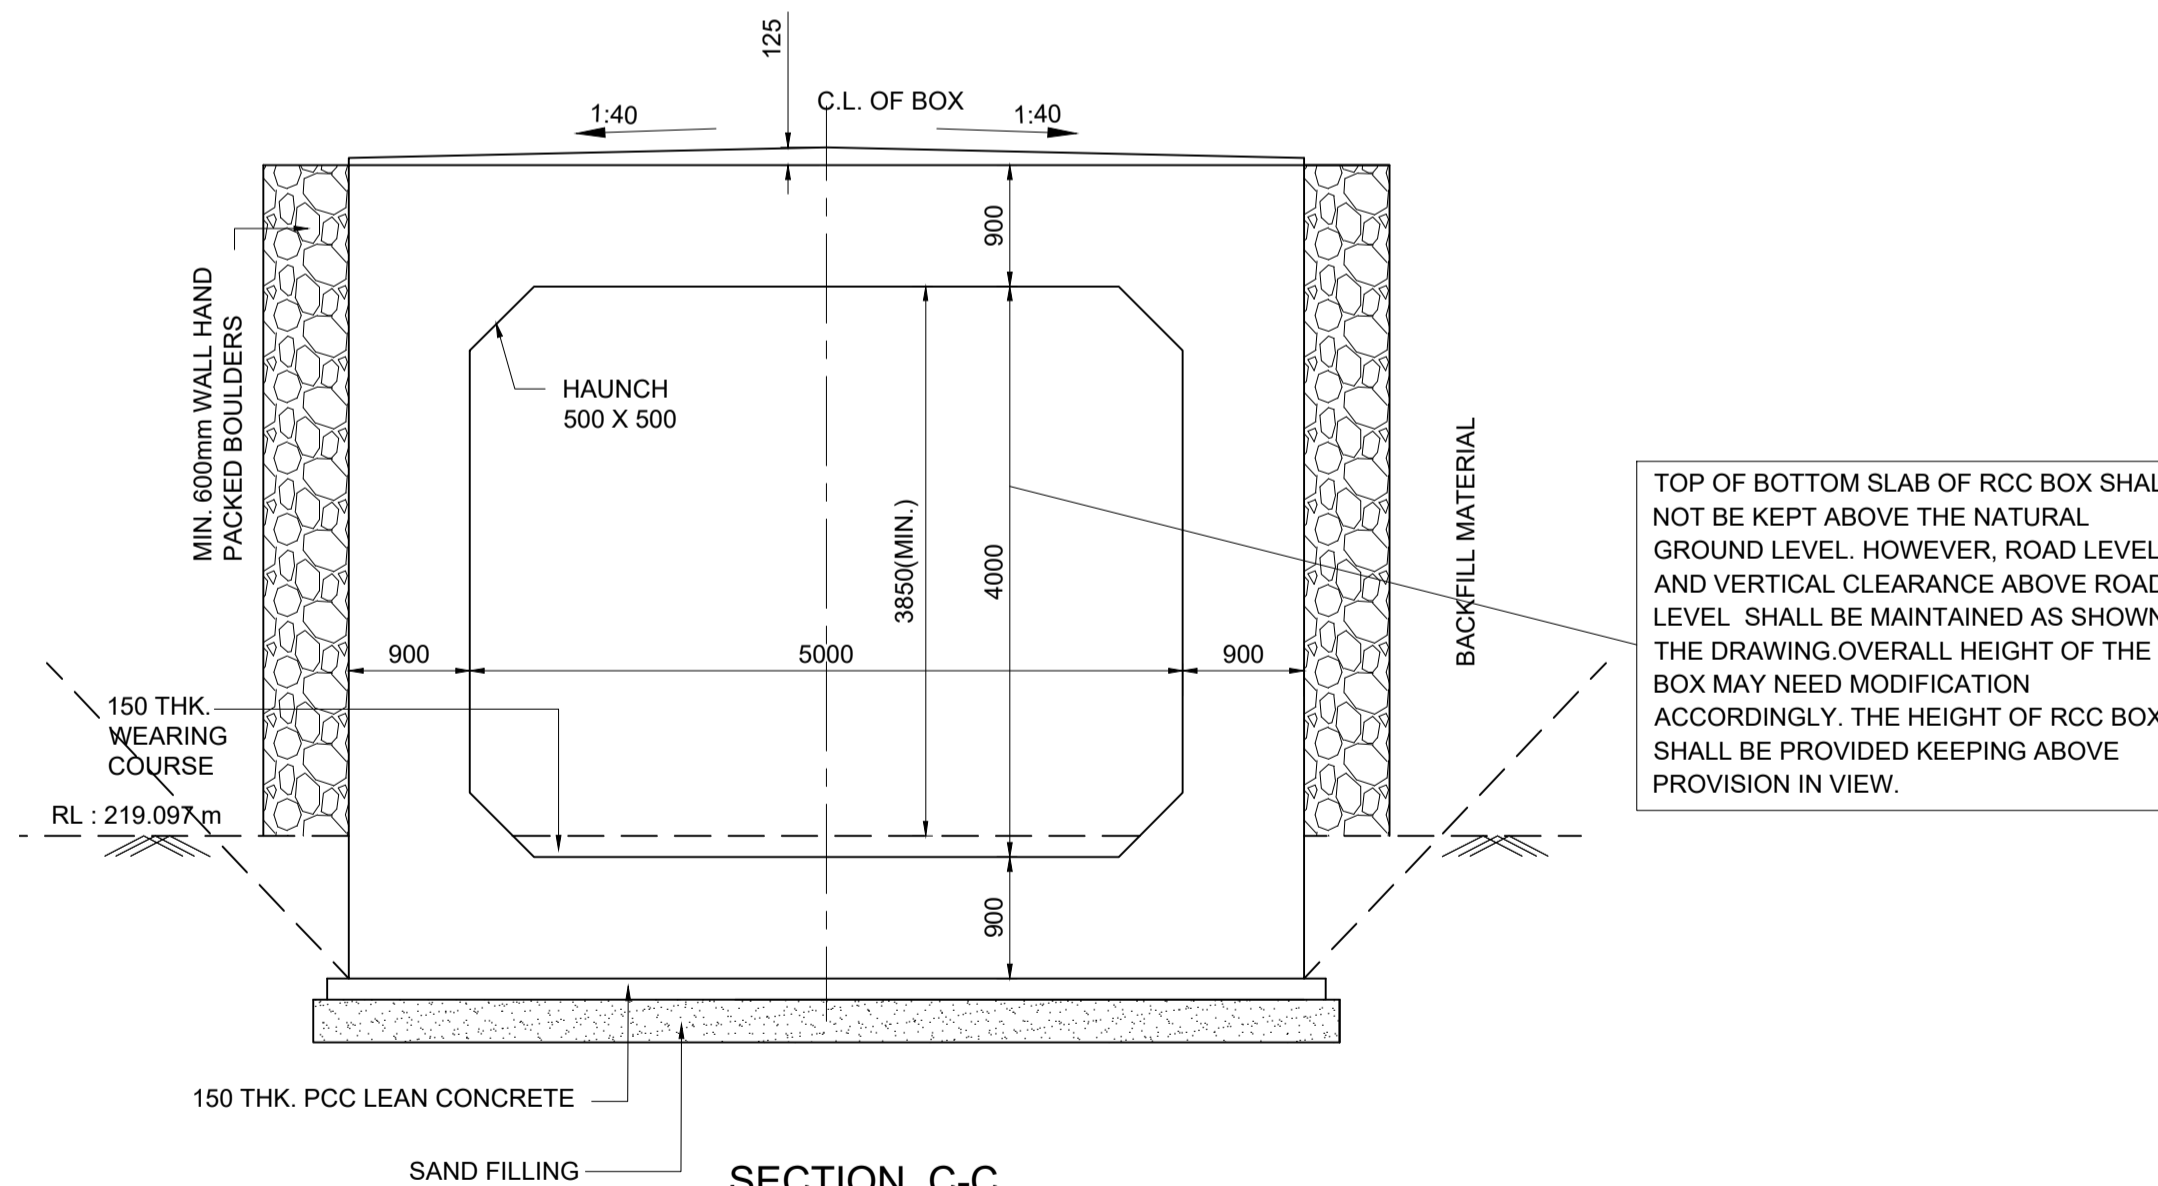 125
C.L. OF BOX
1:40
1:40
900
MIN. 600mm WALL HAND
PACKED BOULDERS
HAUNCH
500 X 500
3850(MIN.)
4000
BACKFILL MATERIAL
TOP OF BOTTOM SLAB OF RCC BOX SHAL
NOT BE KEPT ABOVE THE NATURAL
GROUND LEVEL. HOWEVER, ROAD LEVEL
AND VERTICAL CLEARANCE ABOVE ROAD
LEVEL SHALL BE MAINTAINED AS SHOWN
THE DRAWING.OVERALL HEIGHT OF THE
BOX MAY NEED MODIFICATION
ACCORDINGLY. THE HEIGHT OF RCC BOX
SHALL BE PROVIDED KEEPING ABOVE
PROVISION IN VIEW.
900
5000
900
150 THK.
WEARING
COURSE
RL : 219.097 m
900
150 THK. PCC LEAN CONCRETE
SAND FILLING
SECTION C-C